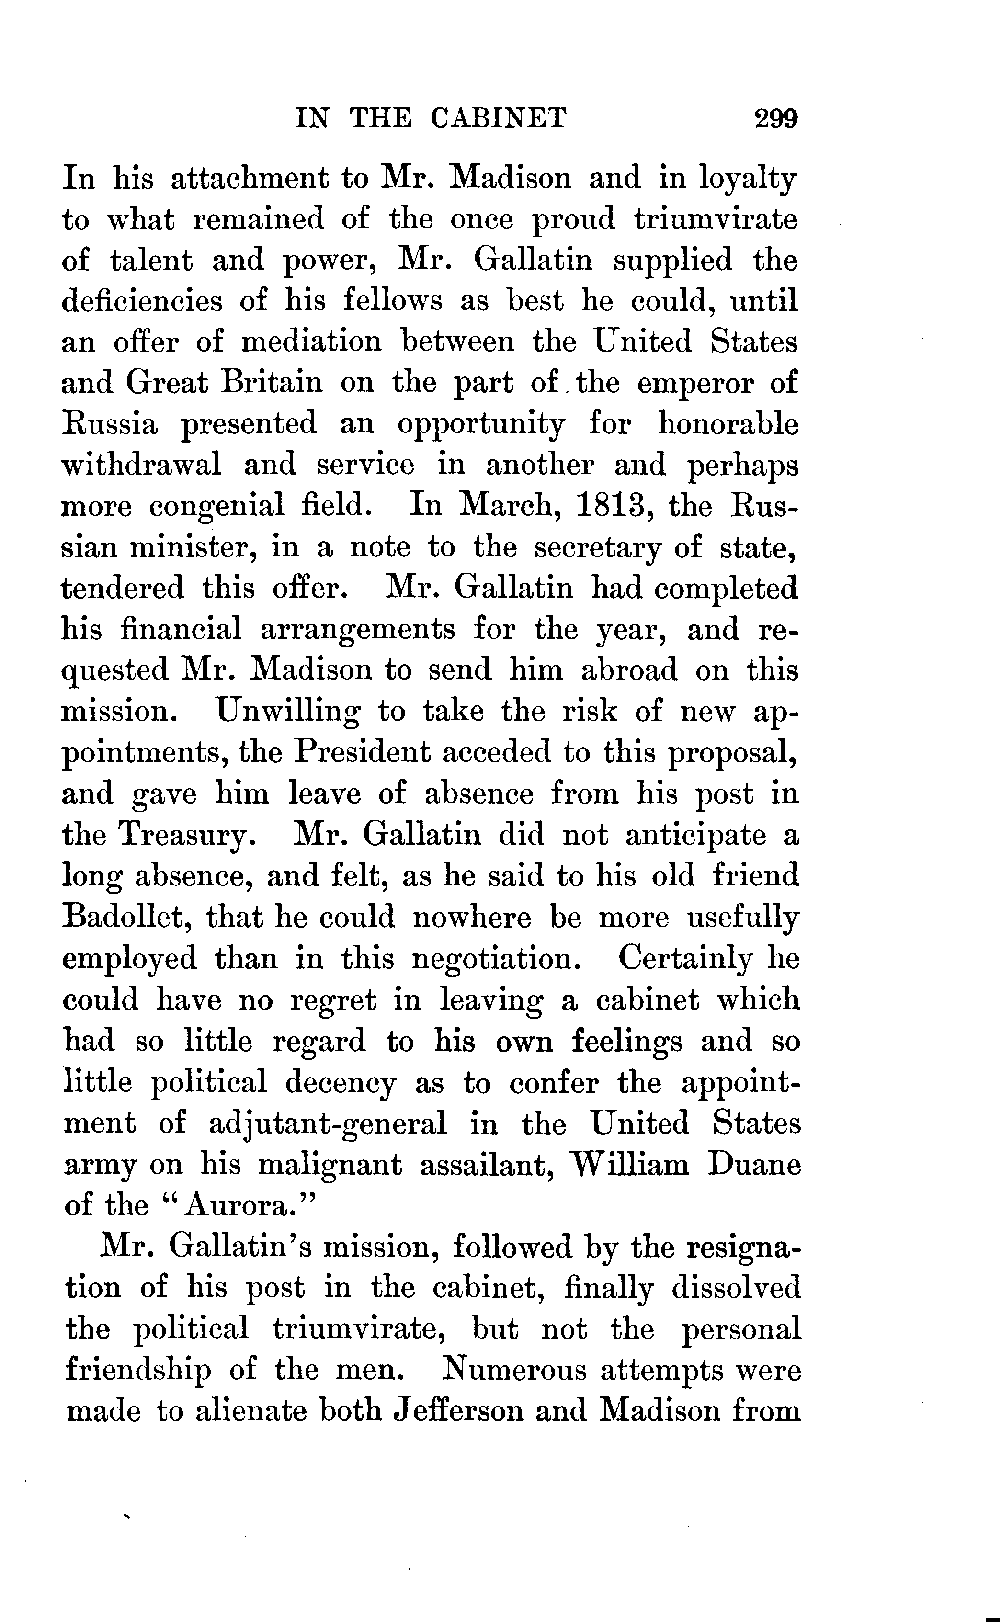 IN THE CABINET 299
In his attachment to Mr. Madison and in loyalty
to what remained of the once proud triumvirate
of talent and power, Mr. Gallatin supplied the
deficiencies of his fellows as best he could, until
an offer of mediation between the United States
and Great Britain on the part of the emperor of
Russia presented an opportunity for honorable
withdrawal and service in another and perhaps
more congenial field. In March, 1813, the Rus-
sian minister, in a note to the secretary of state,
tendered this offer. Mr. Gallatin had completed
his financial arrangements for the year, and re-
quested Mr. Madison to send him abroad on this
mission. Unwilling to take the risk of new ap-
pointments, the President acceded to this proposal,
and gave him leave of absence from his post in
the Treasury. Mr. Gallatin did not anticipate a
long absence, and felt, as he said to his old friend
Badollet, that he could nowhere be more usefully
employed than in this negotiation. Certainly he
could have no regret in leaving a cabinet which
had so little regard to his own feelings and so
little political decency as to confer the appoint-
ment of adjutant-general in the United States
army on his malignant assailant, William Duane
of the “Aurora.”
Mr. Gallatin's mission, followed by the resigna-
tion of his post in the cabinet, finally dissolved
the political triumvirate, but not the personal
friendship of the men. Numerous attempts were
made to alienate both Jefferson and Madison from